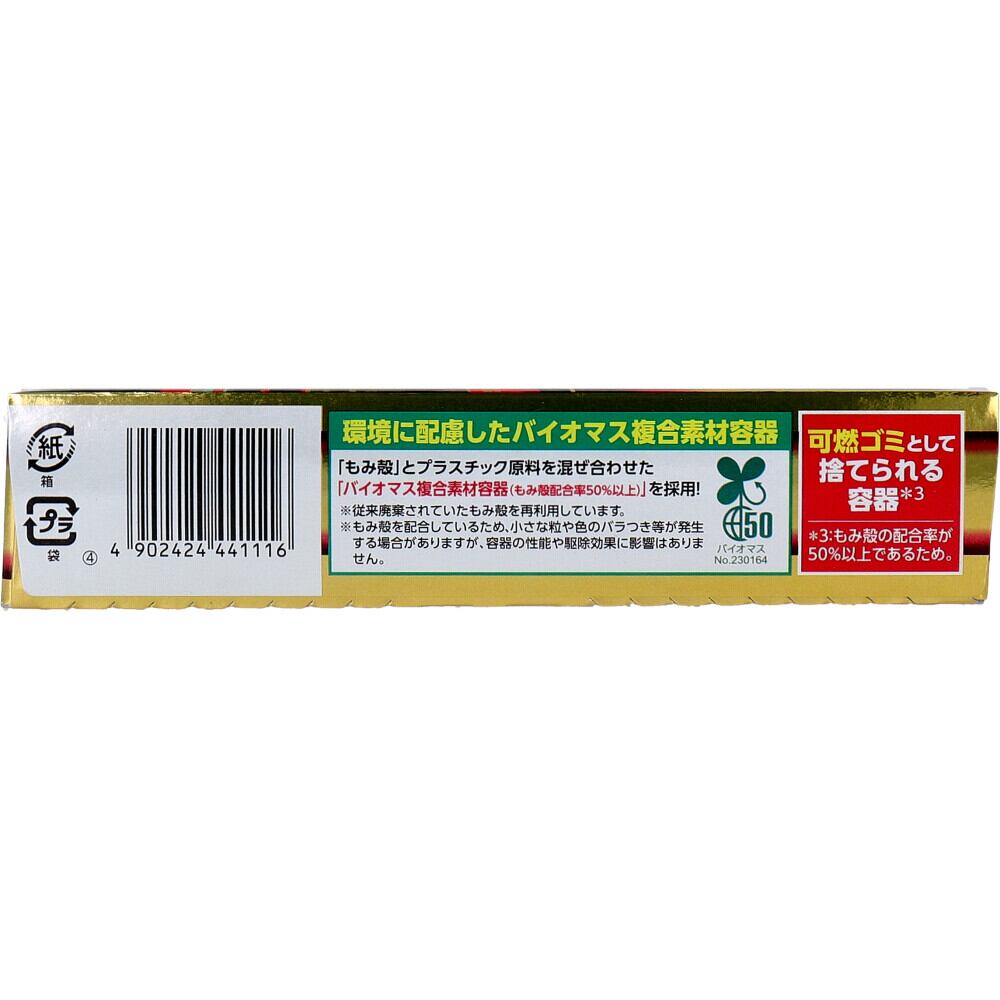 紙
箱
プラ
袋
④
4 902424 441116
環境に配慮したバイオマス複合素材容器
「もみ殻」とプラスチック原料を混ぜ合わせた
「バイオマス複合素材容器（もみ殻配合率50%以上）」を採用!
※従来廃棄されていたもみ殻を再利用しています。
※もみ殻を配合しているため、小さな粒や色のバラつき等が発生
する場合がありますが、容器の性能や駆除効果に影響はありま
せん。
50
バイオマス
No.230164
可燃ゴミとして
捨てられる
容器*3
*3:もみ殻の配合率が
50%以上であるため。